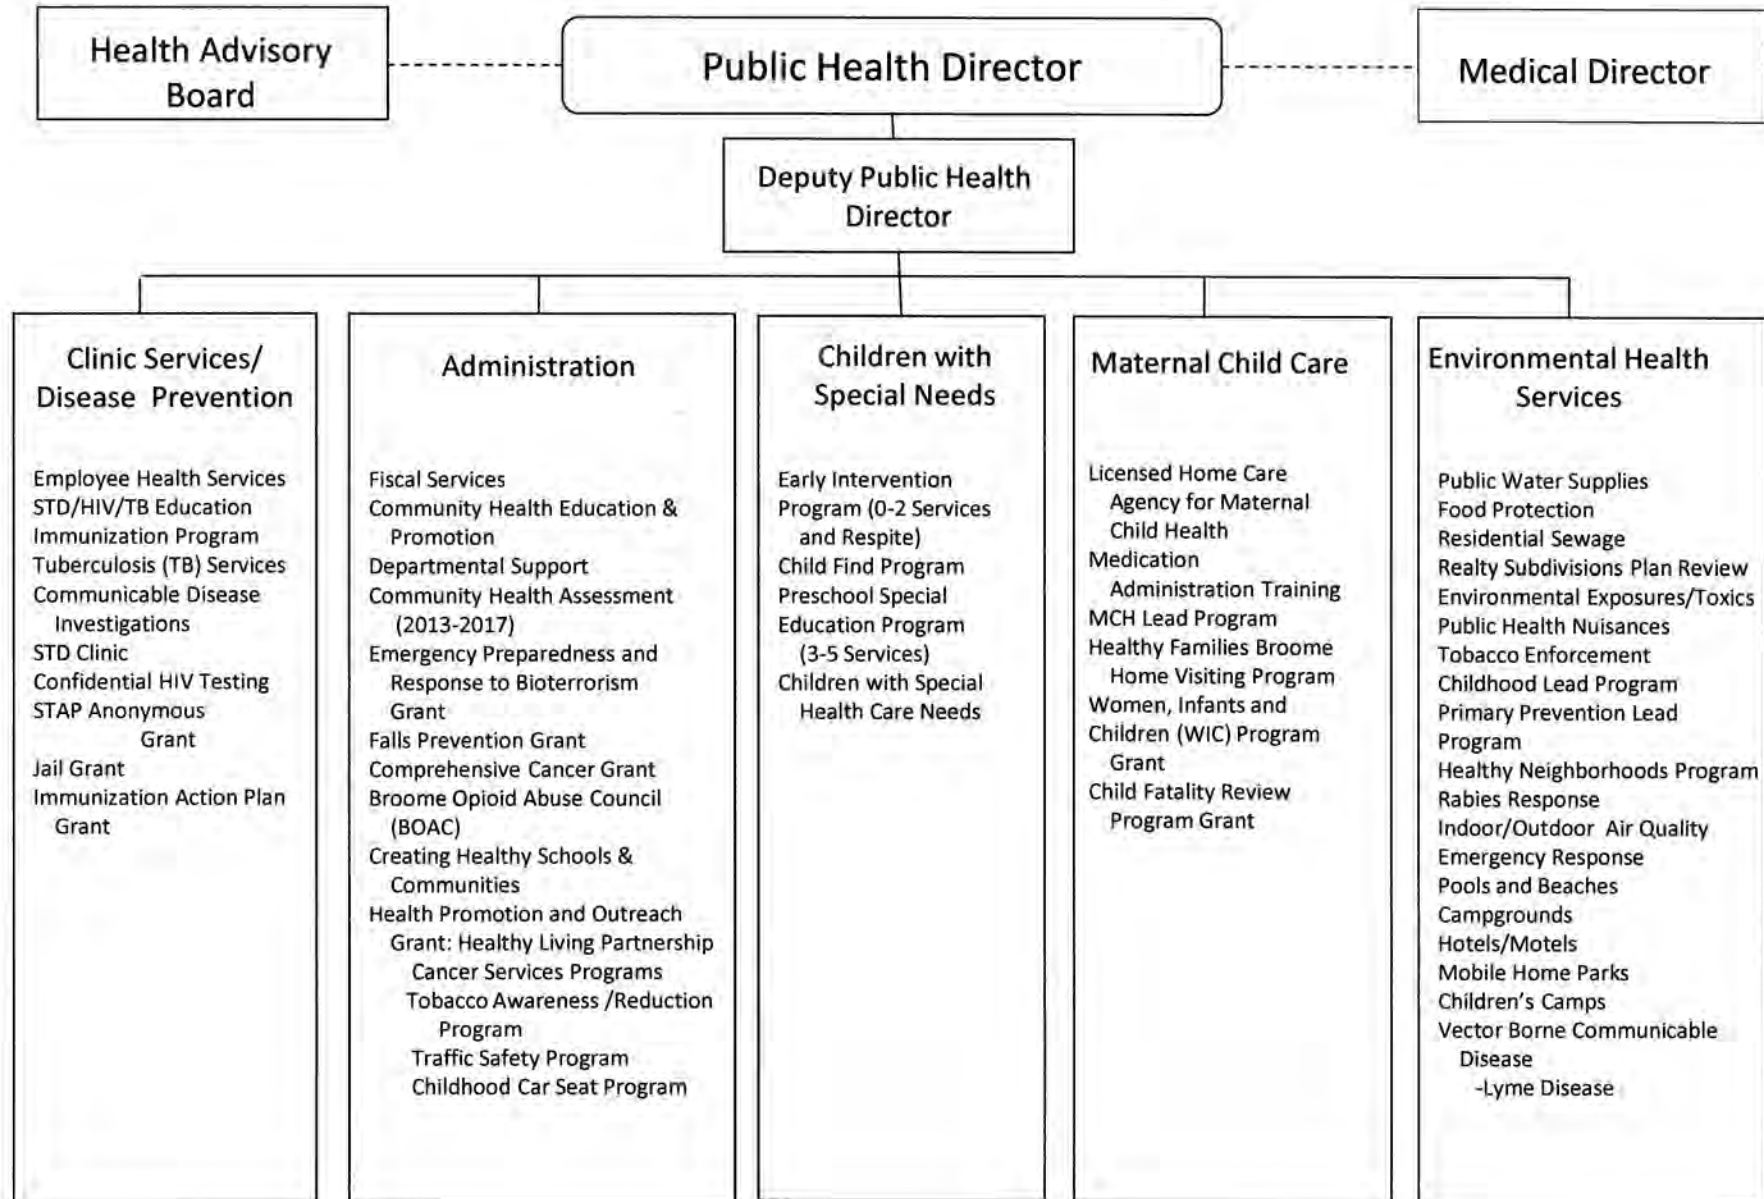 Health Advisory
Board
Public Health Director
Medical Director
Deputy Public Health
Director
Clinic Services/
Disease Prevention
Employee Health Services
STD/HIV/TB Education
Immunization Program
Tuberculosis (TB) Services
Communicable Disease
Investigations
STD Clinic
Confidential HIV Testing
STAP Anonymous
Grant
Jail Grant
Immunization Action Plan
Grant
Administration
Fiscal Services
Community Health Education &
Promotion
Departmental Support
Community Health Assessment
(2013-2017)
Emergency Preparedness and
Response to Bioterrorism
Grant
Falls Prevention Grant
Comprehensive Cancer Grant
Broome Opioid Abuse Council
(BOAC)
Creating Healthy Schools &
Communities
Health Promotion and Outreach
Grant: Healthy Living Partnership
Cancer Services Programs
Tobacco Awareness /Reduction
Program
Traffic Safety Program
Childhood Car Seat Program
Children with
Special Needs
Early Intervention
Program (0-2 Services
and Respite)
Child Find Program
Preschool Special
Education Program
(3-5 Services)
Children with Special
Health Care Needs
Maternal Child Care
Licensed Home Care
Agency for Maternal
Child Health
Medication
Administration Training
MCH Lead Program
Healthy Families Broome
Home Visiting Program
Women, Infants and
Children (WIC) Program
Grant
Child Fatality Review
Program Grant
Environmental Health
Services
Public Water Supplies
Food Protection
Residential Sewage
Realty Subdivisions Plan Review
Environmental Exposures/Toxics
Public Health Nuisances
Tobacco Enforcement
Childhood Lead Program
Primary Prevention Lead
Program
Healthy Neighborhoods Program
Rabies Response
Indoor/Outdoor Air Quality
Emergency Response
Pools and Beaches
Campgrounds
Hotels/Motels
Mobile Home Parks
Children's Camps
Vector Borne Communicable
Disease
-Lyme Disease